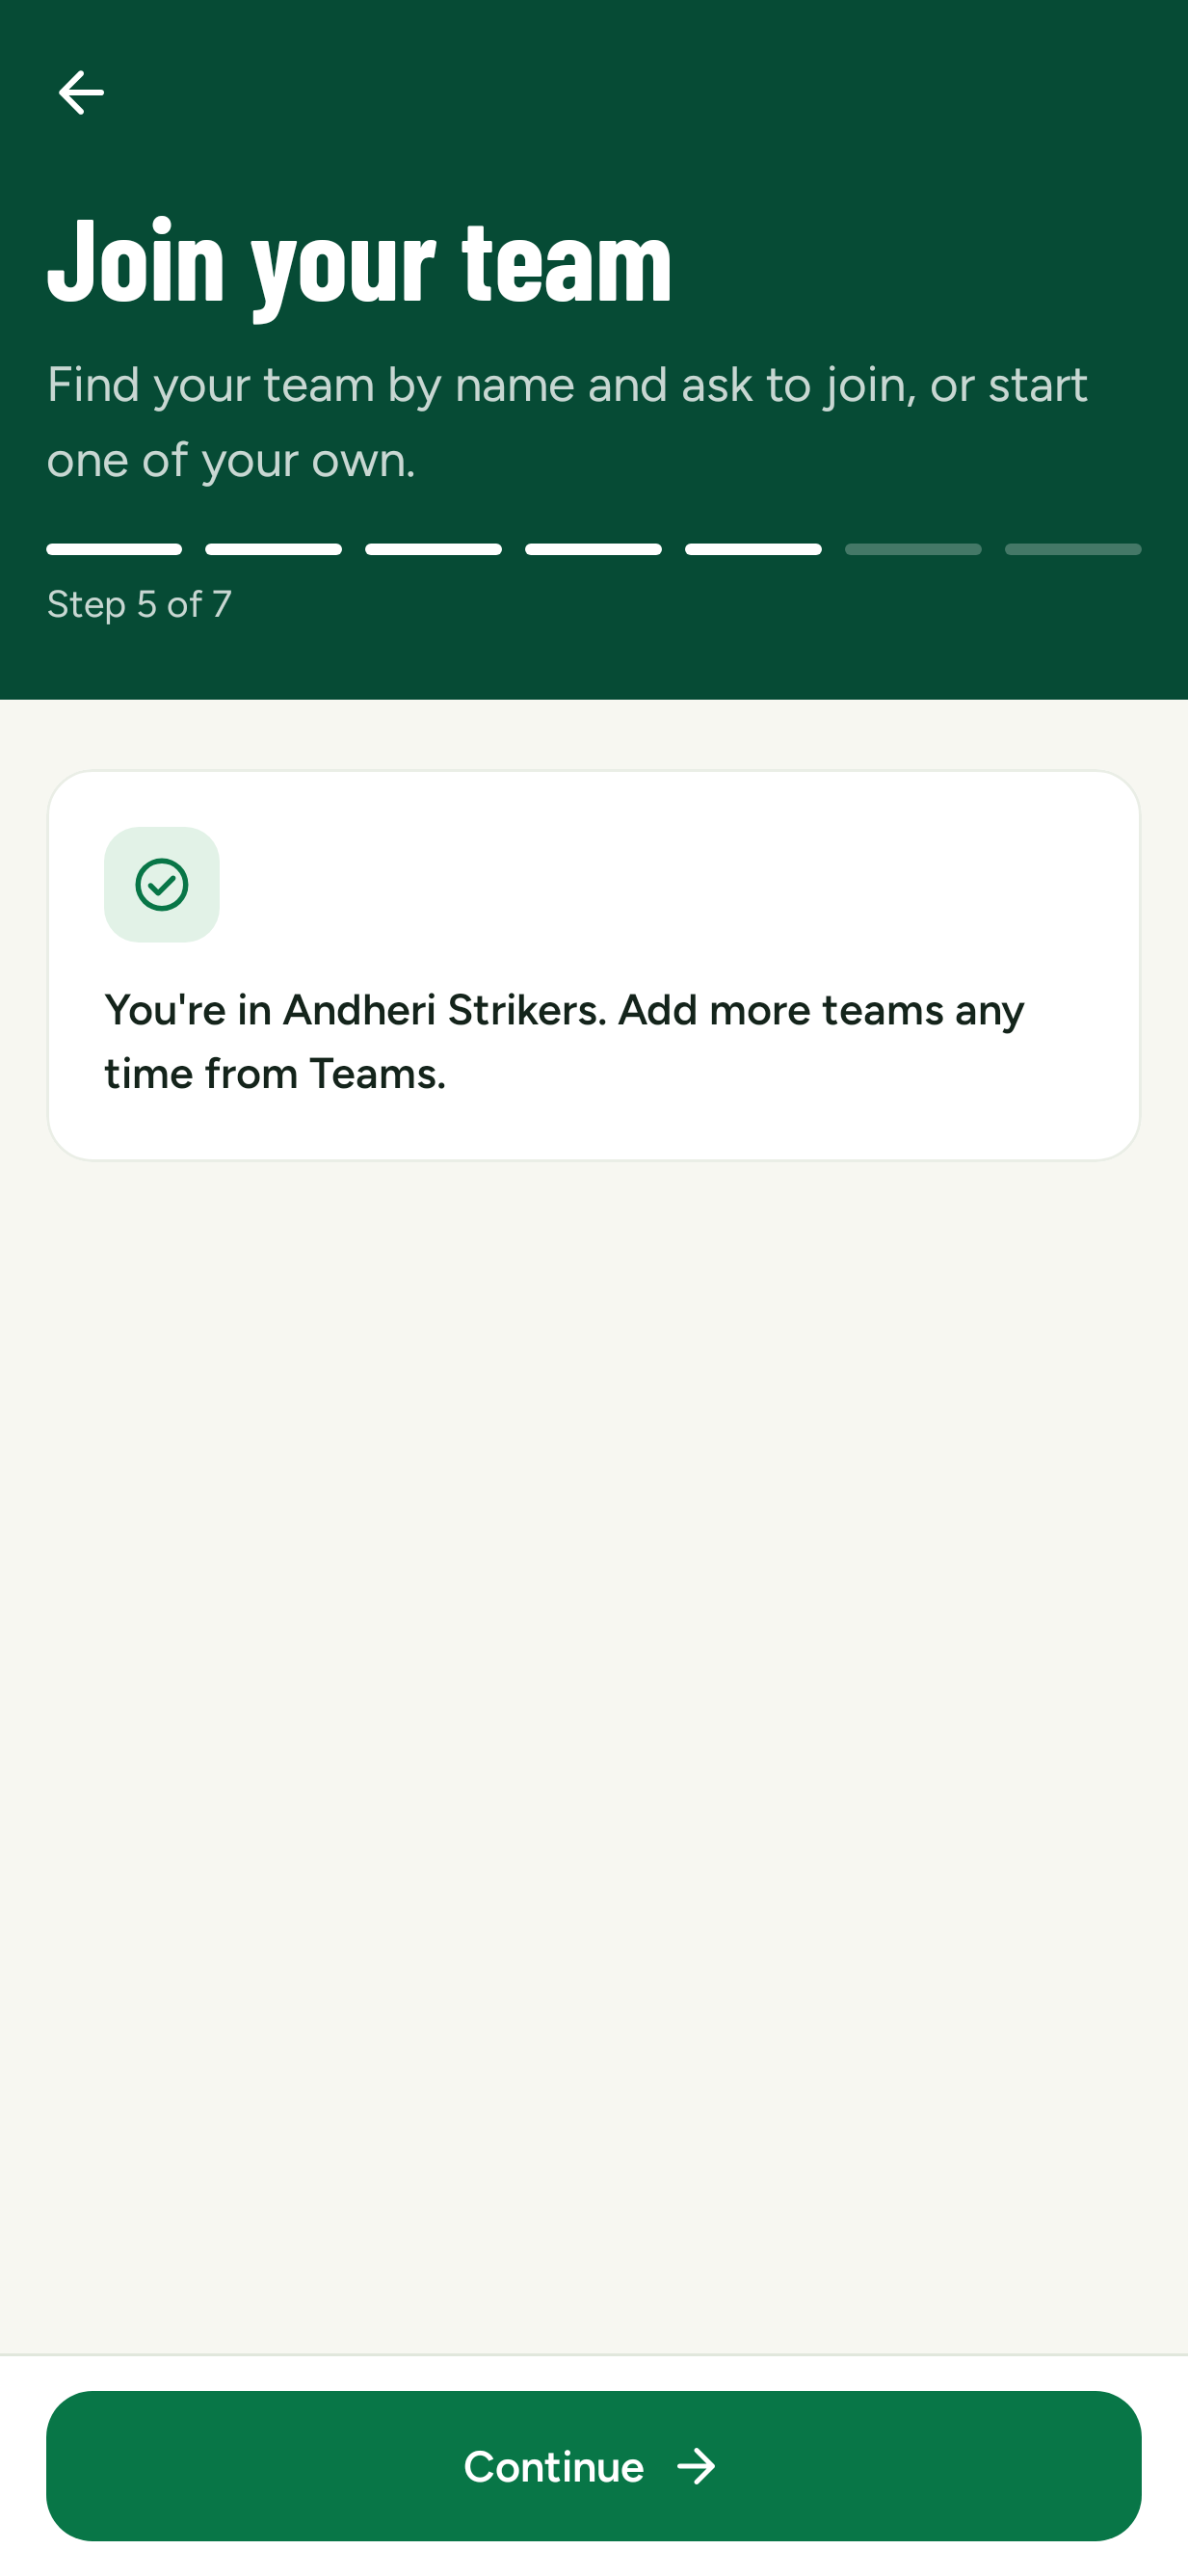 Join your team
Find your team by name and ask to join, or start
one of your own.
Step 5 of 7
You're in Andheri Strikers. Add more teams any
time from Teams.
Continue